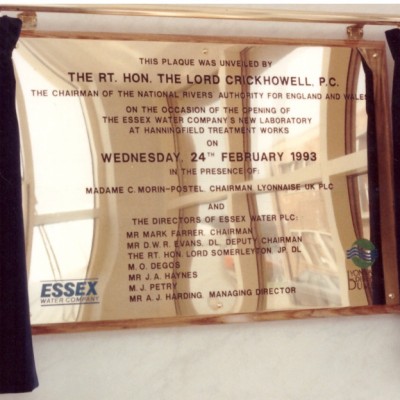 THIS PLAQUE WAS UNVEILED BY
THE RT. HON. THE LORD CRICKHOWELL, P.C.
THE CHAIRMAN OF THE NATIONAL RIVERS AUTHORITY FOR ENGLAND AND WALES
ON THE OCCASION OF THE OPENING OF
THE ESSEX WATER COMPANY'S NEW LABORATORY
AT HANNINGFIELD TREATMENT WORKS
ON
WEDNESDAY, 24TH FEBRUARY 1993
IN THE PRESENCE OF:
MADAME C. MORIN-POSTEL, CHAIRMAN LYONNAISE UK PLC
AND
THE DIRECTORS OF ESSEX WATER PLC:
MR MARK FARRER, CHAIRMAN
MR D.W.R. EVANS, DL, DEPUTY CHAIRMAN
THE RT. HON. LORD SOMERLEYTON, JP, DL
M. O. DEGOS
MR J. A. HAYNES
M. J. PETRY
MR A. J. HARDING, MANAGING DIRECTOR
ESSEX
WATER COMPANY